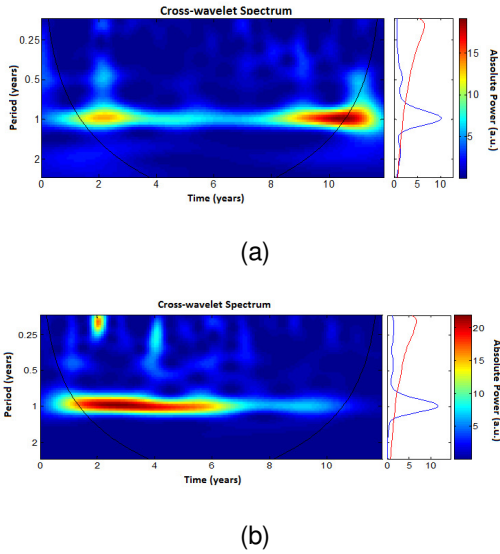 Cross-wavelet Spectrum
Period (years)
0.25
0.5
1
2
0 2 4 6 8 10
Time (years)
0 5 10
15
10
5
Absolute Power (a.u.)
(a)
Cross-wavelet Spectrum
Period (years)
0.25
0.5
1
2
0 2 4 6 8 10
Time (years)
0 5 10
20
15
10
5
0
Absolute Power (a.u.)
(b)